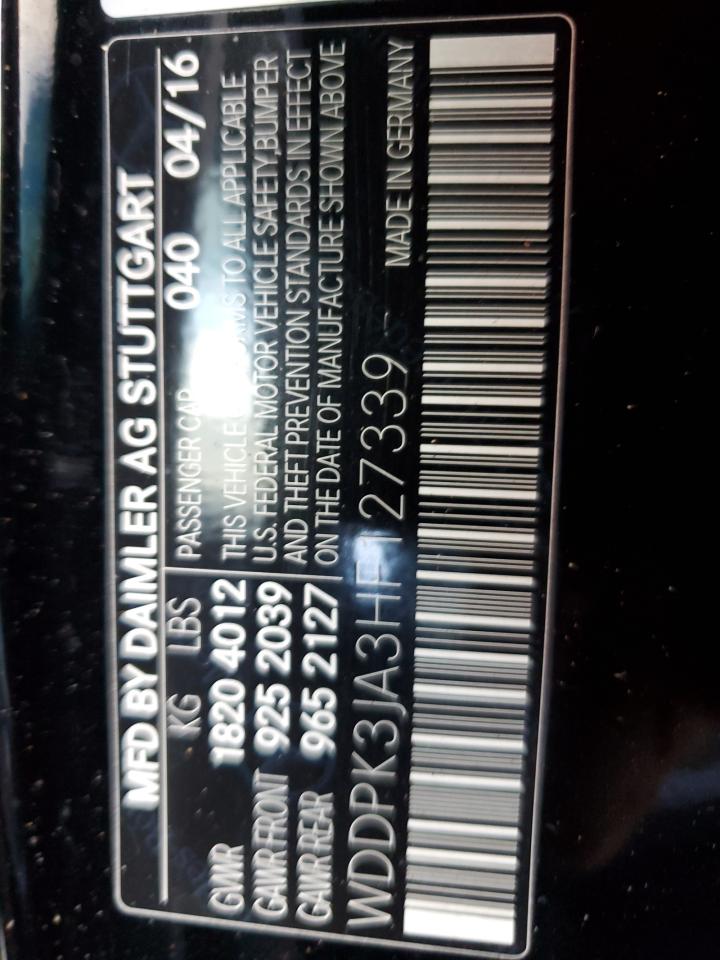 MFD BY DAIMLER AG STUTTGART
KG LBS
GVWR 1820 4012
GAWR FRONT 925 2039
GAWR REAR 965 2127
PASSENGER CAR 040 04/16
THIS VEHICLE CONFORMS TO ALL APPLICABLE
U.S. FEDERAL MOTOR VEHICLE SAFETY,BUMPER
AND THEFT PREVENTION STANDARDS IN EFFECT
ON THE DATE OF MANUFACTURE SHOWN ABOVE
WDDPK3JA3HF127339 MADE IN GERMANY